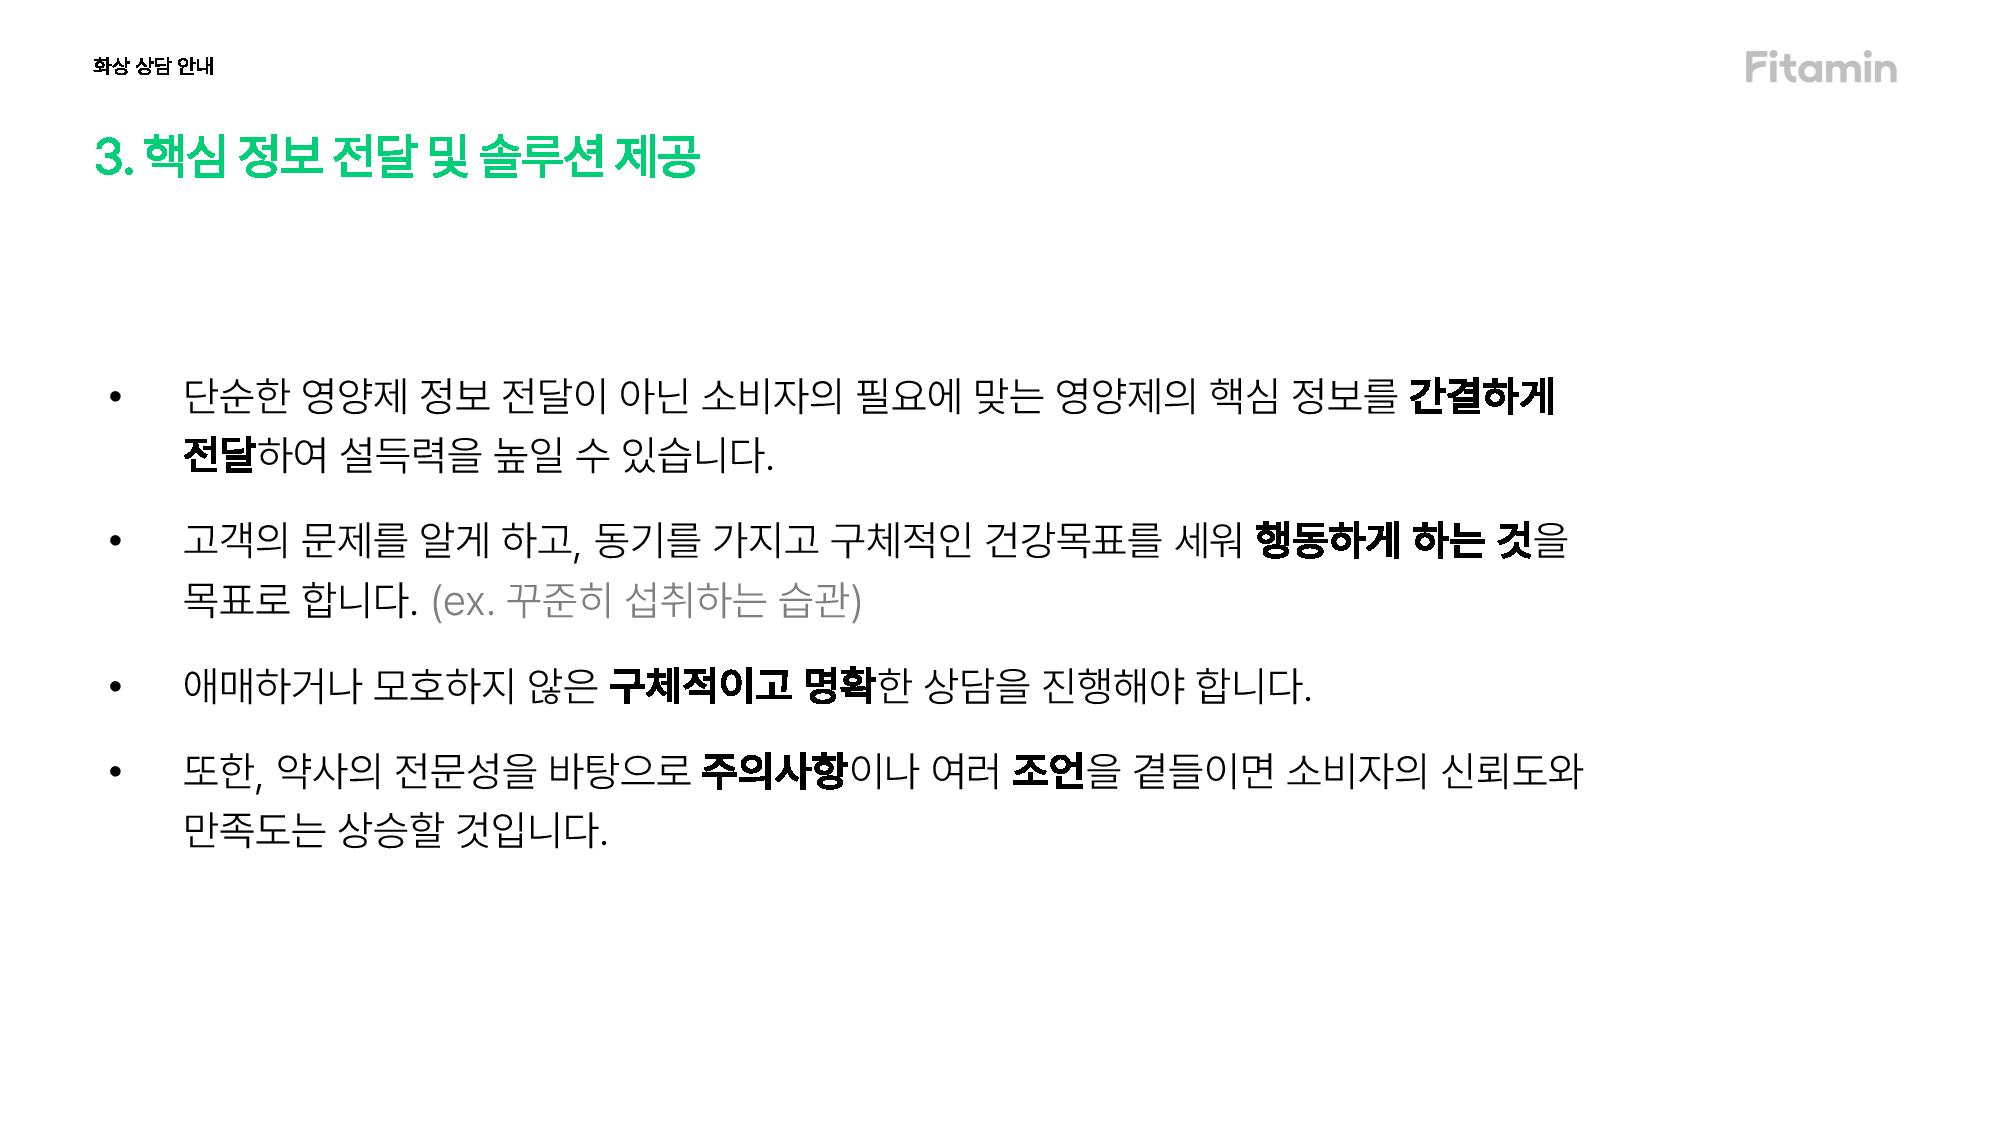 화상 상담 안내
Fitamin
3. 핵심 정보 전달 및 솔루션 제공
• 단순한 영양제 정보 전달이 아닌 소비자의 필요에 맞는 영양제의 핵심 정보를 간결하게
전달하여 설득력을 높일 수 있습니다.
• 고객의 문제를 알게 하고, 동기를 가지고 구체적인 건강목표를 세워 행동하게 하는 것을
목표로 합니다. (ex. 꾸준히 섭취하는 습관)
• 애매하거나 모호하지 않은 구체적이고 명확한 상담을 진행해야 합니다.
• 또한, 약사의 전문성을 바탕으로 주의사항이나 여러 조언을 곁들이면 소비자의 신뢰도와
만족도는 상승할 것입니다.